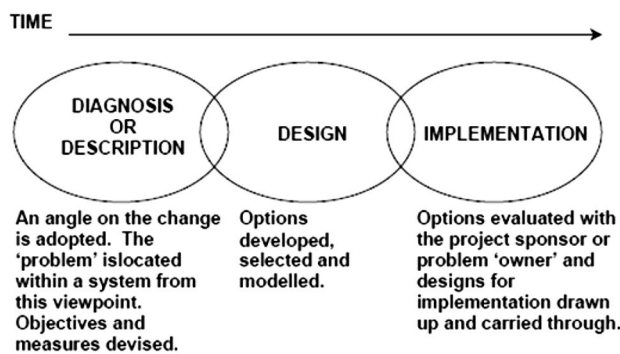 TIME
DIAGNOSIS
OR
DESCRIPTION
DESIGN
IMPLEMENTATION
An angle on the change
is adopted. The
‘problem’ islocated
within a system from
this viewpoint.
Objectives and
measures devised.
Options
developed,
selected and
modelled.
Options evaluated with
the project sponsor or
problem ‘owner’ and
designs for
implementation drawn
up and carried through.